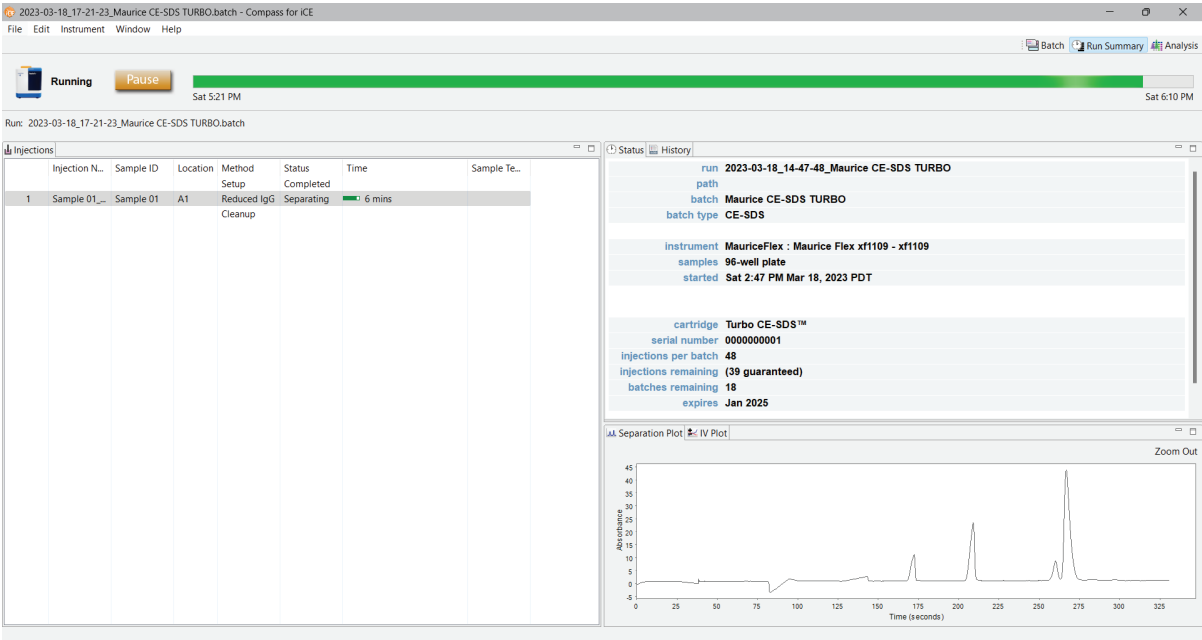 2023-03-18_17-21-23_Maurice CE-SDS TURBO.batch - Compass for iCE
File Edit Instrument Window Help
Batch Run Summary Analysis
Running Pause
Sat 5:21 PM Sat 6:10 PM
Run: 2023-03-18_17-21-23_Maurice CE-SDS TURBO.batch
Injections
Injection N... Sample ID Location Method Status Time Sample Te...
Setup Completed
1 Sample 01_... Sample 01 A1 Reduced IgG Separating 6 mins
Cleanup
Status History
run 2023-03-18_14-47-48_Maurice CE-SDS TURBO
path
batch Maurice CE-SDS TURBO
batch type CE-SDS
instrument MauriceFlex : Maurice Flex xf1109 - xf1109
samples 96-well plate
started Sat 2:47 PM Mar 18, 2023 PDT
cartridge Turbo CE-SDS™
serial number 0000000001
injections per batch 48
injections remaining (39 guaranteed)
batches remaining 18
expires Jan 2025
Separation Plot IV Plot
Zoom Out
45
40
35
30
25
20
15
10
5
0
-5
Absorbance
0 25 50 75 100 125 150 175 200 225 250 275 300 325
Time (seconds)